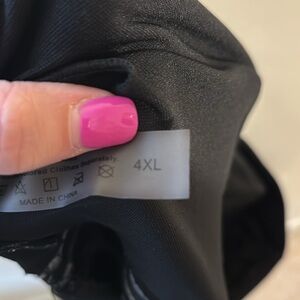 Clothes Separately.
4XL
MADE IN CHINA